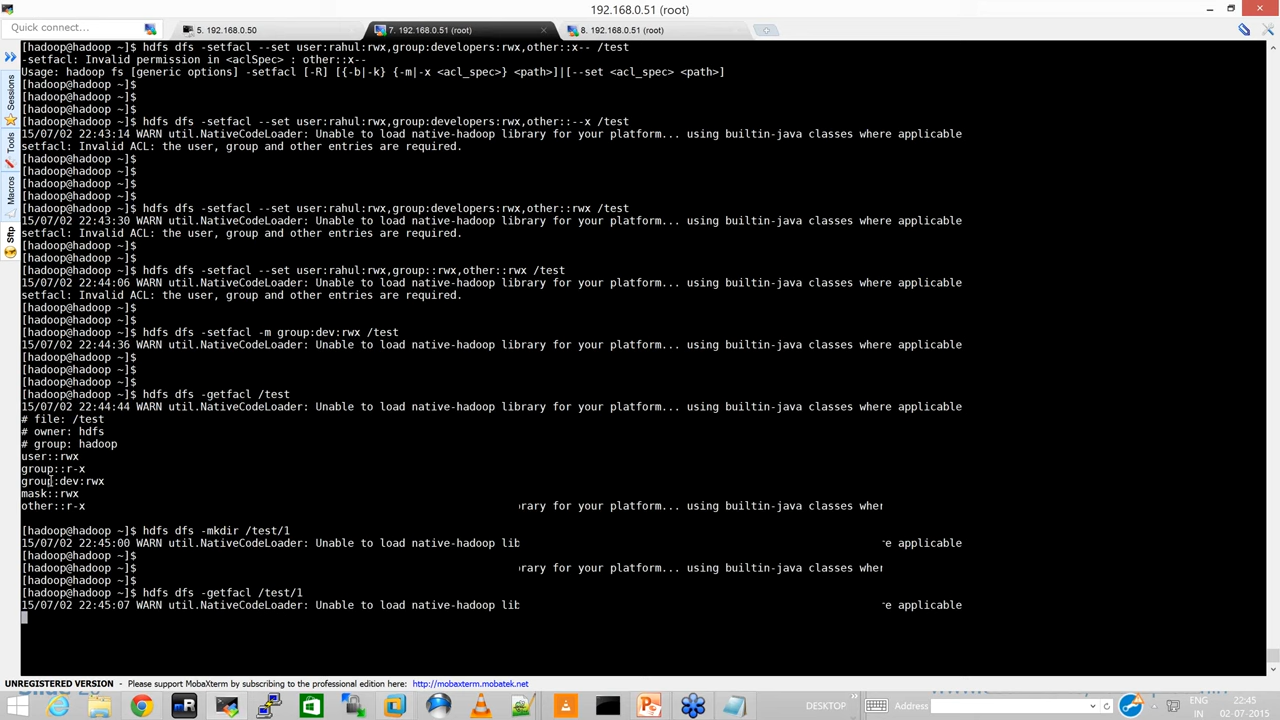 192.168.0.51 (root)
Quick connect...
5. 192.168.0.50
7. 192.168.0.51 (root)
8. 192.168.0.51 (root)
Sessions
Tools
Macros
Sftp
[hadoop@hadoop ~]$ hdfs dfs -setfacl --set user:rahul:rwx,group:developers:rwx,other::x-- /test
-setfacl: Invalid permission in <aclSpec> : other::x--
Usage: hadoop fs [generic options] -setfacl [-R] [{-b|-k} {-m|-x <acl_spec>} <path>]|[--set <acl_spec> <path>]
[hadoop@hadoop ~]$
[hadoop@hadoop ~]$
[hadoop@hadoop ~]$
[hadoop@hadoop ~]$ hdfs dfs -setfacl --set user:rahul:rwx,group:developers:rwx,other::--x /test
15/07/02 22:43:14 WARN util.NativeCodeLoader: Unable to load native-hadoop library for your platform... using builtin-java classes where applicable
setfacl: Invalid ACL: the user, group and other entries are required.
[hadoop@hadoop ~]$
[hadoop@hadoop ~]$
[hadoop@hadoop ~]$
[hadoop@hadoop ~]$
[hadoop@hadoop ~]$ hdfs dfs -setfacl --set user:rahul:rwx,group:developers:rwx,other::rwx /test
15/07/02 22:43:30 WARN util.NativeCodeLoader: Unable to load native-hadoop library for your platform... using builtin-java classes where applicable
setfacl: Invalid ACL: the user, group and other entries are required.
[hadoop@hadoop ~]$
[hadoop@hadoop ~]$
[hadoop@hadoop ~]$ hdfs dfs -setfacl --set user:rahul:rwx,group::rwx,other::rwx /test
15/07/02 22:44:06 WARN util.NativeCodeLoader: Unable to load native-hadoop library for your platform... using builtin-java classes where applicable
setfacl: Invalid ACL: the user, group and other entries are required.
[hadoop@hadoop ~]$
[hadoop@hadoop ~]$
[hadoop@hadoop ~]$ hdfs dfs -setfacl -m group:dev:rwx /test
15/07/02 22:44:36 WARN util.NativeCodeLoader: Unable to load native-hadoop library for your platform... using builtin-java classes where applicable
[hadoop@hadoop ~]$
[hadoop@hadoop ~]$
[hadoop@hadoop ~]$
[hadoop@hadoop ~]$ hdfs dfs -getfacl /test
15/07/02 22:44:44 WARN util.NativeCodeLoader: Unable to load native-hadoop library for your platform... using builtin-java classes where applicable
# file: /test
# owner: hdfs
# group: hadoop
user::rwx
group::r-x
group:dev:rwx
mask::rwx
other::r-x rary for your platform... using builtin-java classes wher
[hadoop@hadoop ~]$ hdfs dfs -mkdir /test/1
15/07/02 22:45:00 WARN util.NativeCodeLoader: Unable to load native-hadoop lib re applicable
[hadoop@hadoop ~]$
[hadoop@hadoop ~]$ rary for your platform... using builtin-java classes wher
[hadoop@hadoop ~]$
[hadoop@hadoop ~]$ hdfs dfs -getfacl /test/1
15/07/02 22:45:07 WARN util.NativeCodeLoader: Unable to load native-hadoop lib re applicable
UNREGISTERED VERSION - Please support MobaXterm by subscribing to the professional edition here: http://mobaxterm.mobatek.net
DESKTOP
Address
ENG
IN
22:45
02-07-2015